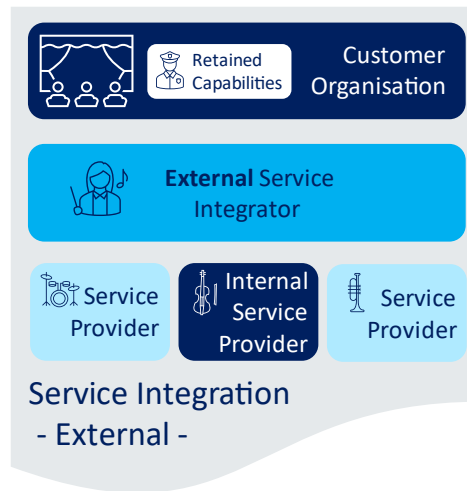 Retained
Capabilities
Customer
Organisation
External Service
Integrator
Service
Provider
Internal
Service
Provider
Service
Provider
Service Integration
- External -